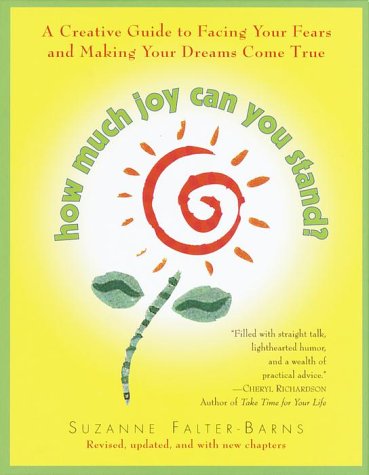 A Creative Guide to Facing Your Fears
and Making Your Dreams Come True
how much joy can you stand?
"Filled with straight talk,
lighthearted humor,
and a wealth of
practical advice."
—Cheryl Richardson
Author of Take Time for Your Life
Suzanne Falter-Barns
Revised, updated, and with new chapters